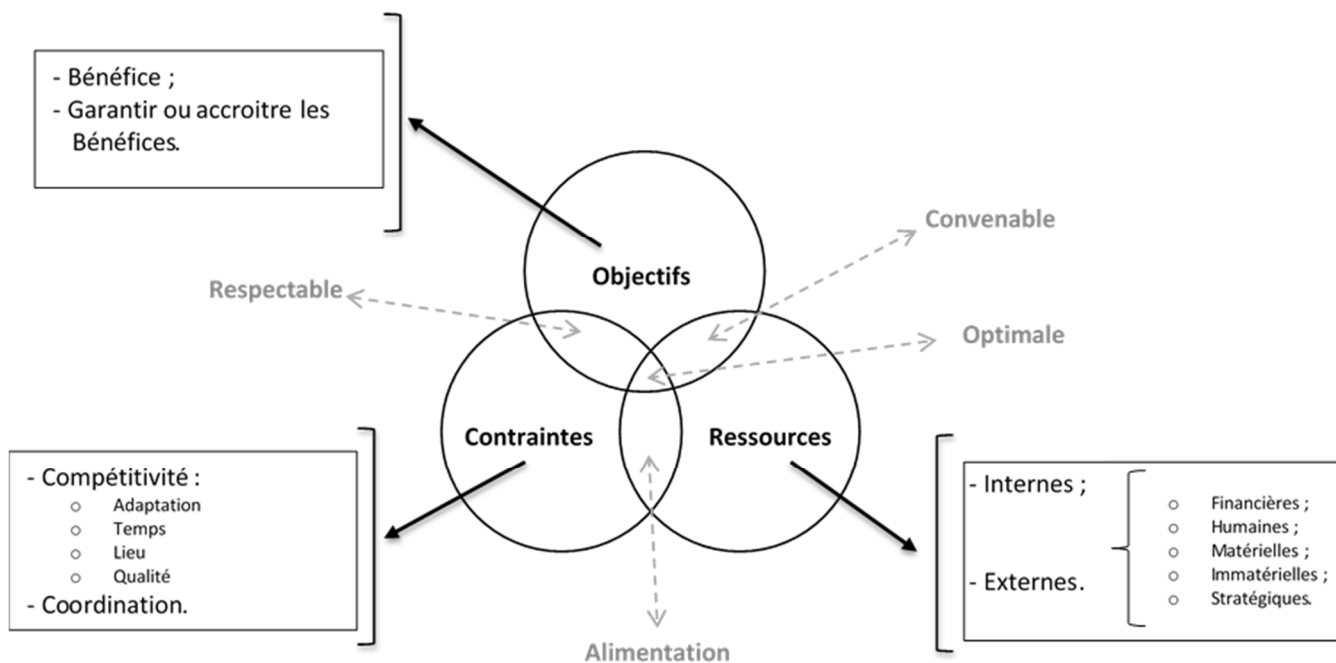 - Bénéfice ;
- Garantir ou accroitre les
Bénéfices.
Convenable
Objectifs
Respectable
Optimale
Contraintes
Ressources
- Compétitivité :
o Adaptation
o Temps
o Lieu
o Qualité
- Coordination.
- Internes ;
- Externes.
o Financières ;
o Humaines ;
o Matérielles ;
o Immatérielles ;
o Stratégiques.
Alimentation